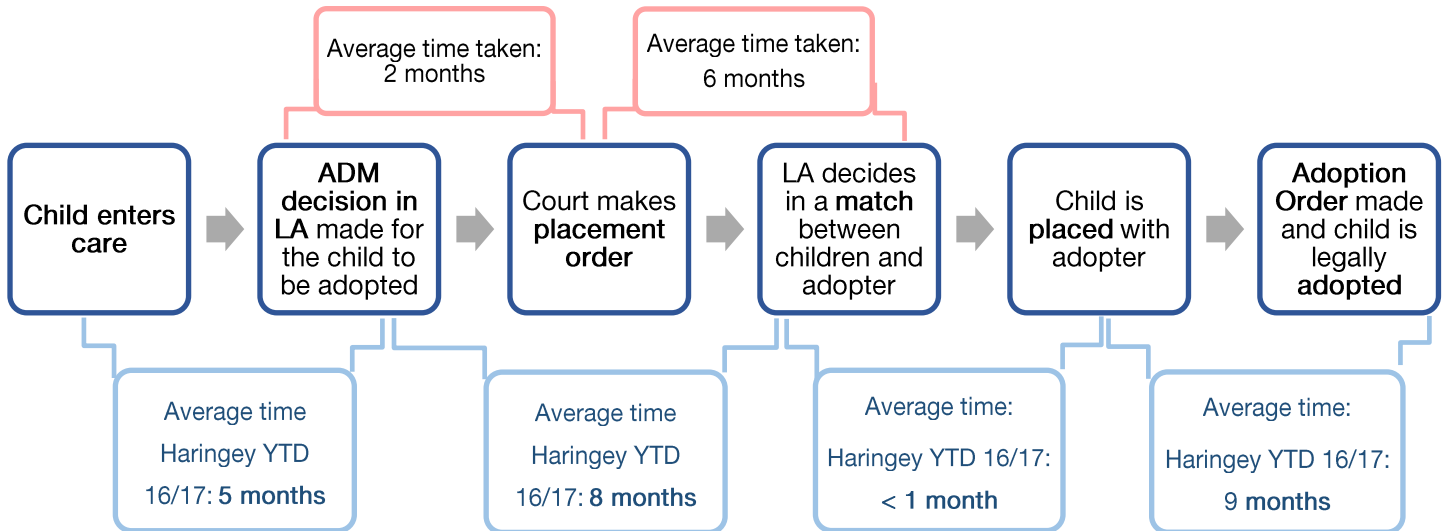 Average time taken:
2 months
Average time taken:
6 months
Child enters
care
ADM
decision in
LA made for
the child to
be adopted
Court makes
placement
order
LA decides
in a match
between
children and
adopter
Child is
placed with
adopter
Adoption
Order made
and child is
legally
adopted
Average time
Haringey YTD
16/17: 5 months
Average time
Haringey YTD
16/17: 8 months
Average time:
Haringey YTD 16/17:
< 1 month
Average time:
Haringey YTD 16/17:
9 months